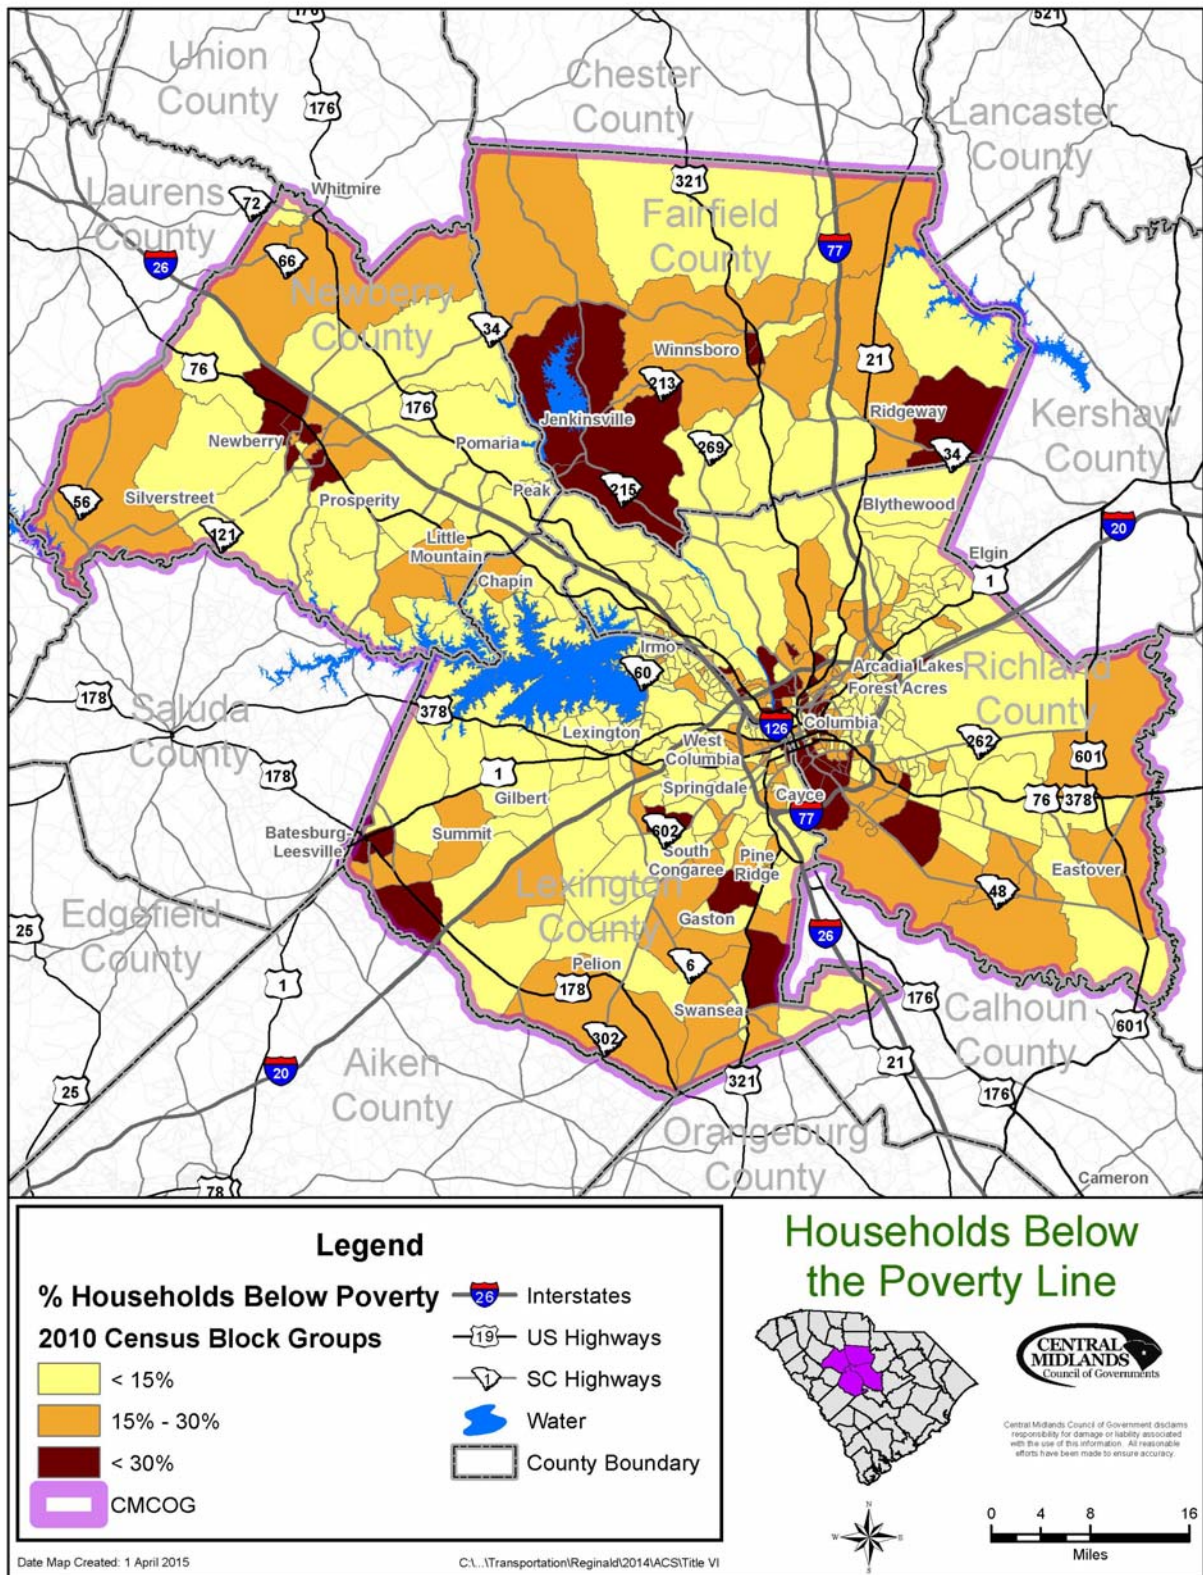 176
521
Union
County
Chester
County
Lancaster
County
176
321
Laurens
County
72
Whitmire
Fairfield
County
26
66
77
Newberry
County
34
76
176
Winnsboro
213
21
Jenkinsville
Ridgeway
Kershaw
County
Newberry
Pomaria
269
34
56
Silverstreet
Prosperity
Peak
215
Blythewood
121
20
Little
Mountain
Elgin
1
Chapin
Irmo
60
Arcadia Lakes
Forest Acres
Richland
County
178
Saluda
County
378
Lexington
126
Columbia
262
West
Columbia
601
178
1
Springdale
Cayce
76
378
Gilbert
77
Batesburg-
Leesville
Summit
602
South
Congaree
Pine
Ridge
48
Eastover
Lexington
County
Edgefield
County
25
Gaston
26
1
Pelion
6
178
Swansea
176
Calhoun
County
302
601
20
Aiken
County
321
21
25
176
Orangeburg
County
78
Cameron
Legend
% Households Below Poverty
2010 Census Block Groups
< 15%
15% - 30%
< 30%
CMCOG
26 Interstates
19 US Highways
1 SC Highways
Water
County Boundary
Households Below
the Poverty Line
CENTRAL
MIDLANDS
Council of Governments
Central Midlands Council of Government disclaims
responsibility for damage or liability associated
with the use of this information. All reasonable
efforts have been made to ensure accuracy.
N
W E
S
0 4 8 16
Miles
Date Map Created: 1 April 2015
C:\...\Transportation\Reginald\2014\ACS\Title VI